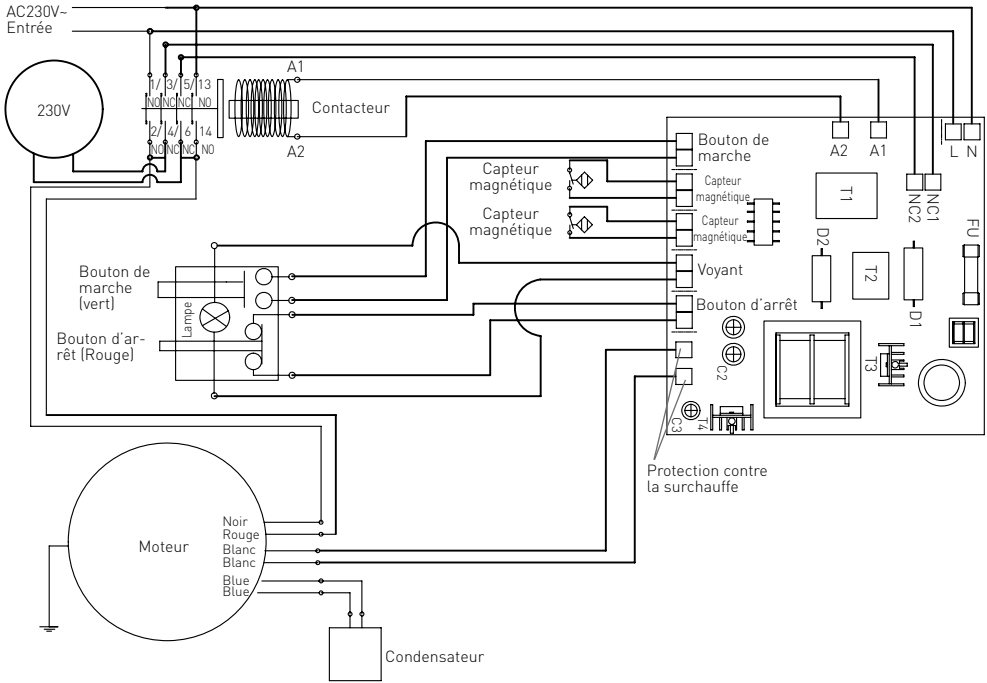 AC230V~
Entrée
230V
1/ 3/ 5/ 13
NO NC NC NO
2/ 4/ 6 14
NO NC NC NO
A1
Contacteur
A2
A2 A1
L N
NC2
NC1
Bouton de
marche
Capteur
magnétique
Capteur
magnétique
Capteur
magnétique
Capteur
magnétique
T1
D2
T2
D1
FU
Voyant
Bouton d'arrêt
Bouton de
marche
(vert)
Lampe
Bouton d'ar-
rêt (Rouge)
C2
T3
C3
T4
Protection contre
la surchauffe
Moteur
Noir
Rouge
Blanc
Blanc
Blue
Blue
Condensateur